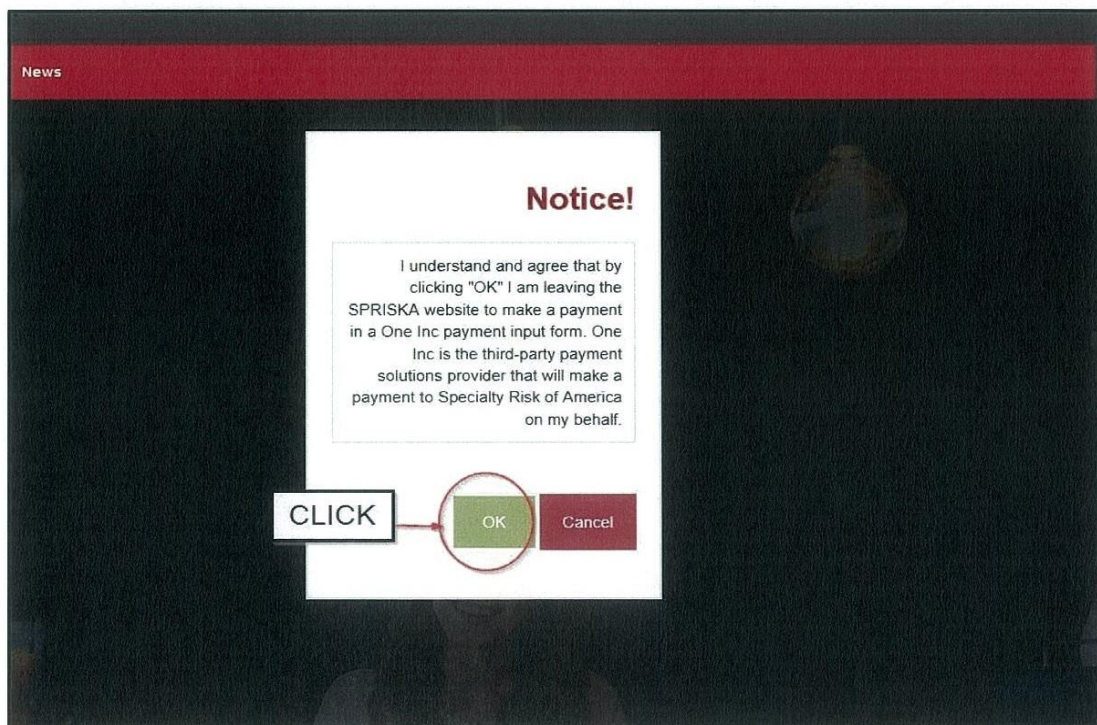 News
Notice!
I understand and agree that by
clicking "OK" I am leaving the
SPRISKA website to make a payment
in a One Inc payment input form. One
Inc is the third-party payment
solutions provider that will make a
payment to Specialty Risk of America
on my behalf.
CLICK
OK
Cancel